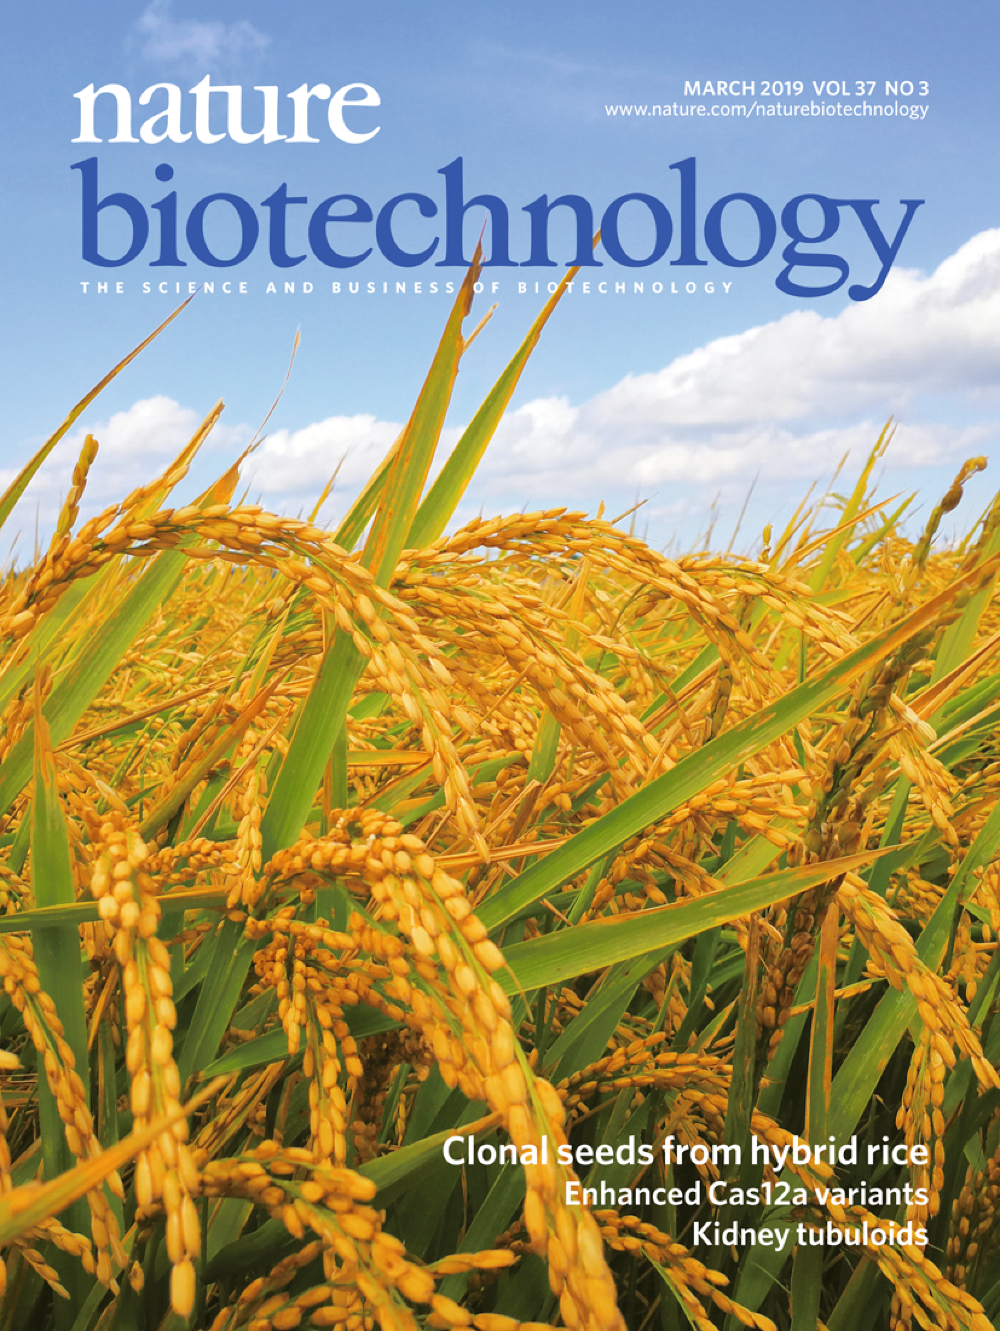 nature
MARCH 2019 VOL 37 NO 3
www.nature.com/naturebiotechnology
biotechnology
THE SCIENCE AND BUSINESS OF BIOTECHNOLOGY
Clonal seeds from hybrid rice
Enhanced Cas12a variants
Kidney tubuloids